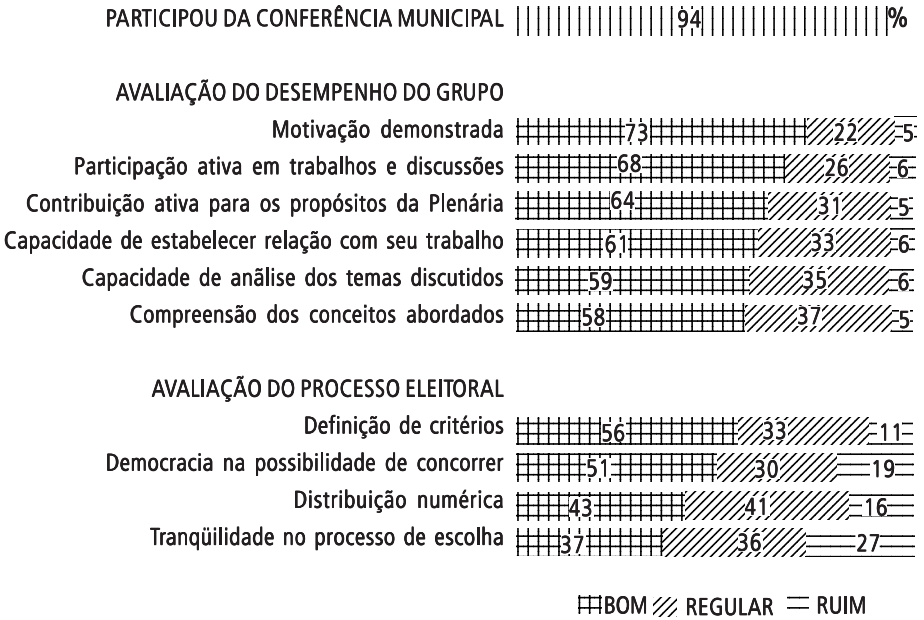 PARTICIPOU DA CONFERÊNCIA MUNICIPAL 94 %
AVALIAÇÃO DO DESEMPENHO DO GRUPO
Motivação demonstrada 73 22 5
Participação ativa em trabalhos e discussões 68 26 6
Contribuição ativa para os propósitos da Plenária 64 31 5
Capacidade de estabelecer relação com seu trabalho 61 33 6
Capacidade de anãlise dos temas discutidos 59 35 6
Compreensão dos conceitos abordados 58 37 5
AVALIAÇÃO DO PROCESSO ELEITORAL
Definição de critérios 56 33 11
Democracia na possibilidade de concorrer 51 30 19
Distribuição numérica 43 41 16
Tranqüilidade no processo de escolha 37 36 27
BOM REGULAR RUIM